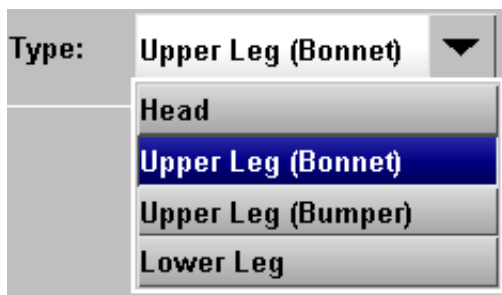 Type: Upper Leg (Bonnet)
Head
Upper Leg (Bonnet)
Upper Leg (Bumper)
Lower Leg